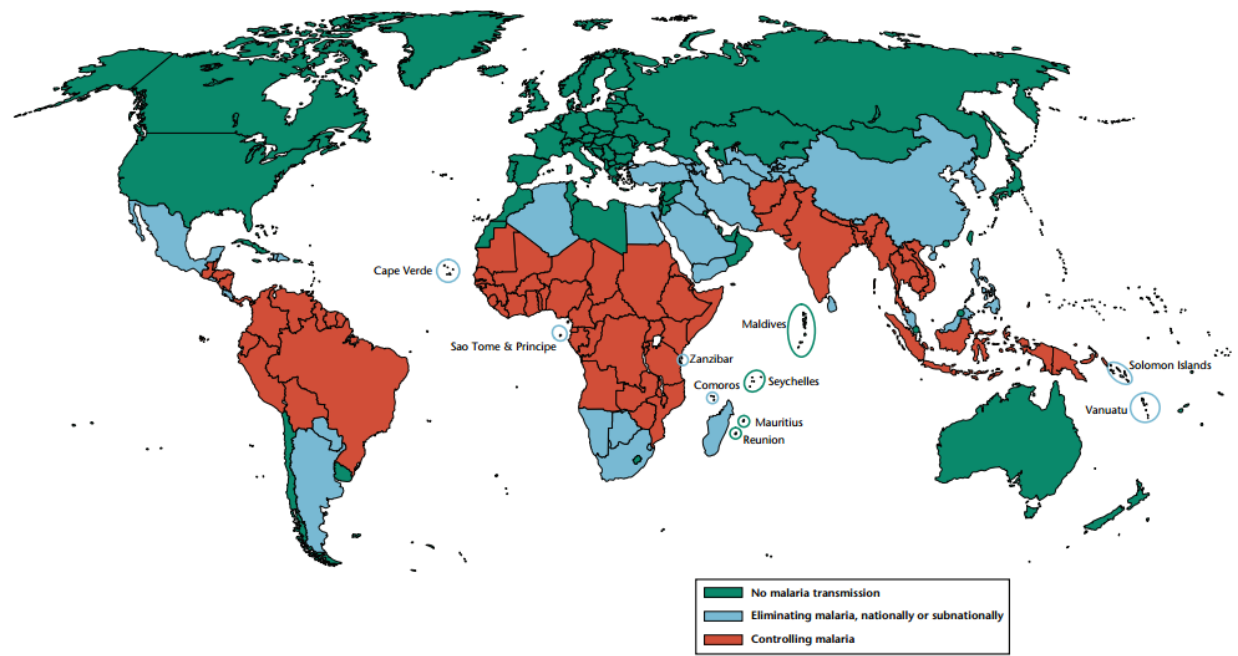 Cape Verde
Sao Tome & Principe
Maldives
Zanzibar
Comoros
Seychelles
Mauritius
Reunion
Solomon Islands
Vanuatu
No malaria transmission
Eliminating malaria, nationally or subnationally
Controlling malaria